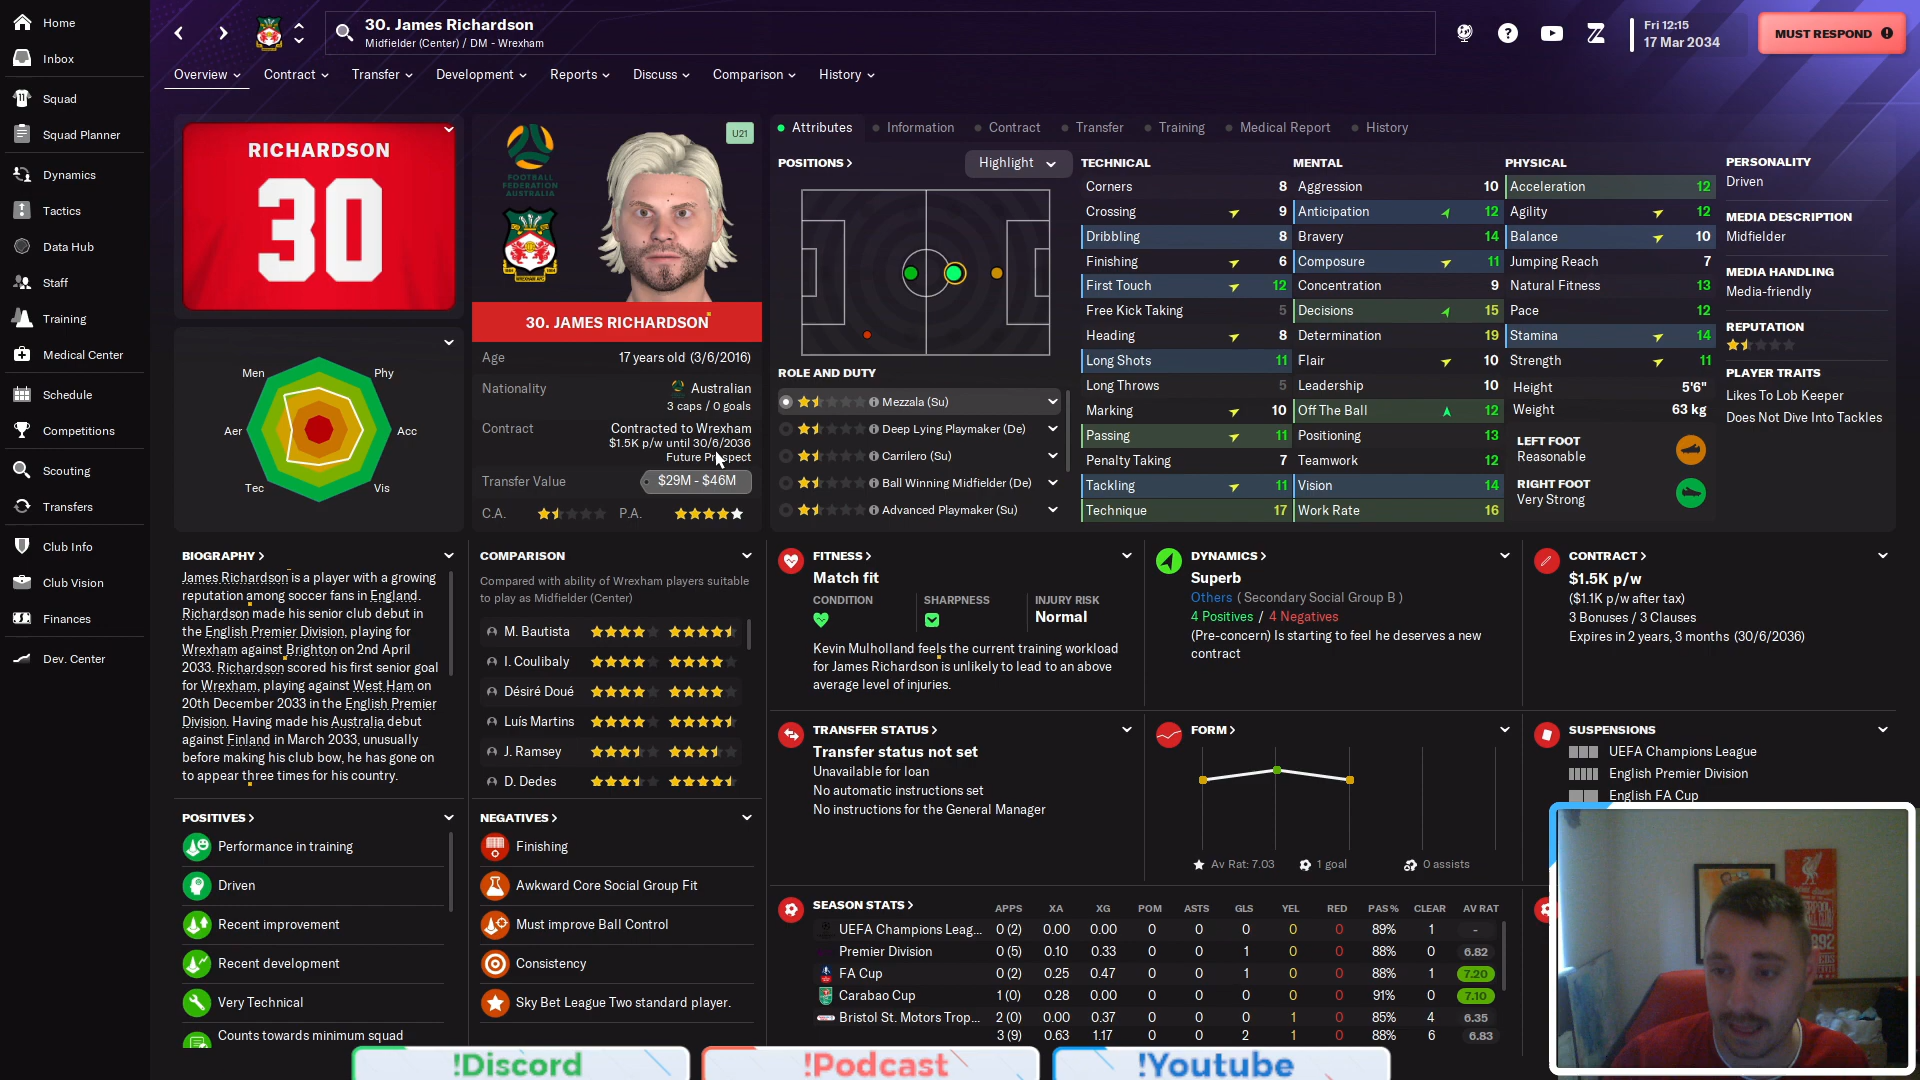 Home
Inbox
Squad
Squad Planner
Dynamics
Tactics
Data Hub
Staff
Training
Medical Center
Schedule
Competitions
Scouting
Transfers
Club Info
Club Vision
Finances
Dev. Center
30. James Richardson
Midfielder (Center) / DM - Wrexham
Fri 12:15
17 Mar 2034
MUST RESPOND
Overview
Contract
Transfer
Development
Reports
Discuss
Comparison
History
RICHARDSON
30
Men
Phy
Aer
Acc
Tec
Vis
FOOTBALL
FEDERATION
AUSTRALIA
U21
30. JAMES RICHARDSON
Age 17 years old (3/6/2016)
Nationality Australian
3 caps / 0 goals
Contract Contracted to Wrexham
$1.5K p/w until 30/6/2036
Future Prospect
Transfer Value $29M - $46M
C.A. P.A.
Attributes Information Contract Transfer Training Medical Report History
POSITIONS>
Highlight
ROLE AND DUTY
Mezzala (Su)
Deep Lying Playmaker (De)
Carrilero (Su)
Ball Winning Midfielder (De)
Advanced Playmaker (Su)
TECHNICAL
Corners 8
Crossing 9
Dribbling 8
Finishing 6
First Touch 12
Free Kick Taking 5
Heading 8
Long Shots 11
Long Throws 5
Marking 10
Passing 11
Penalty Taking 7
Tackling 11
Technique 17
MENTAL
Aggression 10
Anticipation 12
Bravery 14
Composure 11
Concentration 9
Decisions 15
Determination 19
Flair 10
Leadership 10
Off The Ball 12
Positioning 13
Teamwork 12
Vision 14
Work Rate 16
PHYSICAL
Acceleration 12
Agility 12
Balance 10
Jumping Reach 7
Natural Fitness 13
Pace 12
Stamina 14
Strength 11
Height 5'6"
Weight 63 kg
LEFT FOOT
Reasonable
RIGHT FOOT
Very Strong
PERSONALITY
Driven
MEDIA DESCRIPTION
Midfielder
MEDIA HANDLING
Media-friendly
REPUTATION
PLAYER TRAITS
Likes To Lob Keeper
Does Not Dive Into Tackles
BIOGRAPHY>
James Richardson is a player with a growing
reputation among soccer fans in England.
Richardson made his senior club debut in
the English Premier Division, playing for
Wrexham against Brighton on 2nd April
2033. Richardson scored his first senior goal
for Wrexham, playing against West Ham on
20th December 2033 in the English Premier
Division. Having made his Australia debut
against Finland in March 2033, unusually
before making his club bow, he has gone on
to appear three times for his country.
COMPARISON
Compared with ability of Wrexham players suitable
to play as Midfielder (Center)
M. Bautista
I. Coulibaly
Désiré Doué
Luís Martins
J. Ramsey
D. Dedes
FITNESS>
Match fit
CONDITION SHARPNESS INJURY RISK
Normal
Kevin Mulholland feels the current training workload
for James Richardson is unlikely to lead to an above
average level of injuries.
DYNAMICS>
Superb
Others ( Secondary Social Group B )
4 Positives / 4 Negatives
(Pre-concern) Is starting to feel he deserves a new
contract
CONTRACT>
$1.5K p/w
($1.1K p/w after tax)
3 Bonuses / 3 Clauses
Expires in 2 years, 3 months (30/6/2036)
TRANSFER STATUS>
Transfer status not set
Unavailable for loan
No automatic instructions set
No instructions for the General Manager
FORM>
Av Rat: 7.03 1 goal 0 assists
SUSPENSIONS
UEFA Champions League
English Premier Division
English FA Cup
POSITIVES>
Performance in training
Driven
Recent improvement
Recent development
Very Technical
Counts towards minimum squad
NEGATIVES>
Finishing
Awkward Core Social Group Fit
Must improve Ball Control
Consistency
Sky Bet League Two standard player.
SEASON STATS> APPS XA XG POM ASTS GLS YEL RED PAS% CLEAR AV RAT
UEFA Champions Leag... 0 (2) 0.00 0.00 0 0 0 0 0 89% 1 -
Premier Division 0 (5) 0.10 0.33 0 0 1 0 0 88% 0 6.82
FA Cup 0 (2) 0.25 0.47 0 0 1 0 0 88% 1 7.20
Carabao Cup 1 (0) 0.28 0.00 0 0 0 0 0 91% 0 7.10
Bristol St. Motors Trop... 2 (0) 0.00 0.37 0 0 0 1 0 85% 4 6.35
3 (9) 0.63 1.17 0 0 2 1 0 88% 6 6.83
!Discord
!Podcast
!Youtube